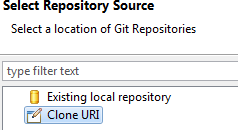 Select Repository Source
Select a location of Git Repositories
type filter text
Existing local repository
Clone URI